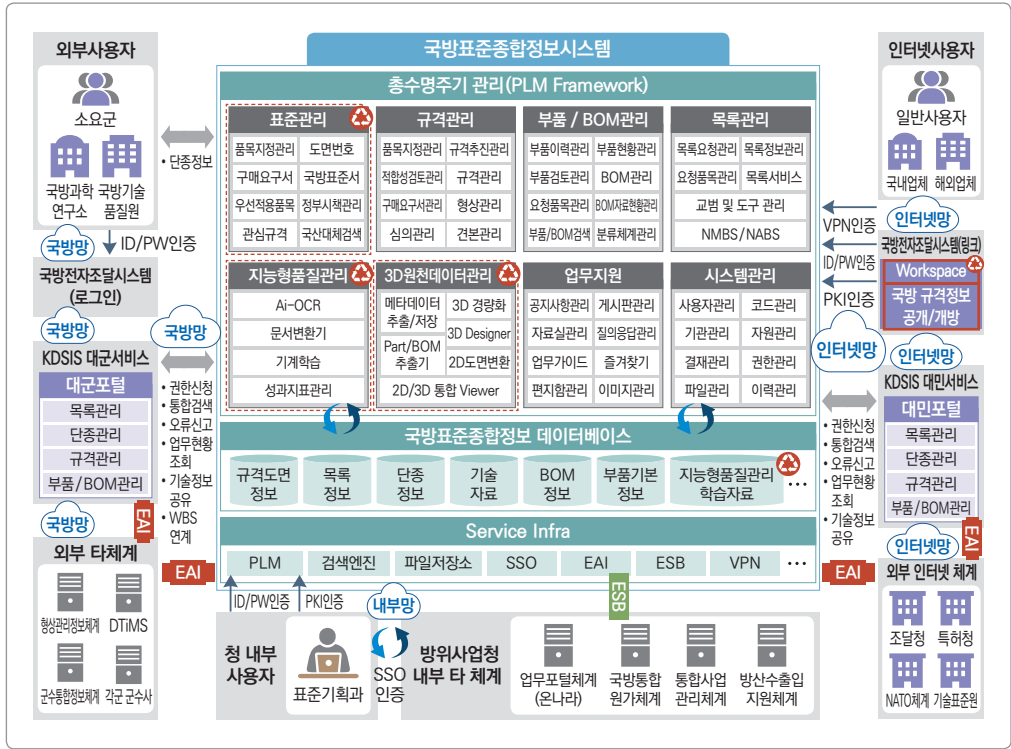 국방표준종합정보시스템
총수명주기 관리(PLM Framework)
표준관리
품목지정관리 도면번호
구매요구서 국방표준서
우선적용품목 정부시책관리
관심규격 국산대체검색
규격관리
품목지정관리 규격추진관리
적합성검토관리 규격관리
구매요구서관리 형상관리
심의관리 견본관리
부품 / BOM관리
부품이력관리 부품현황관리
부품검토관리 BOM관리
요청품목관리 BOM자료현황관리
부품/BOM검색 분류체계관리
목록관리
목록요청관리 목록정보관리
요청품목관리 목록서비스
교범 및 도구 관리
NMBS/NABS
지능형품질관리
Ai-OCR
문서변환기
기계학습
성과지표관리
3D원천데이터관리
메타데이터
추출/저장
3D 경량화
3D Designer
Part/BOM
추출기
2D도면변환
2D/3D 통합 Viewer
업무지원
공지사항관리 게시판관리
자료실관리 질의응답관리
업무가이드 즐겨찾기
편지함관리 이미지관리
시스템관리
사용자관리 코드관리
기관관리 자원관리
결재관리 권한관리
파일관리 이력관리
국방표준종합정보 데이터베이스
규격도면
정보
목록
정보
단종
정보
기술
자료
BOM
정보
부품기본
정보
지능형품질관리
학습자료
…
Service Infra
PLM 검색엔진 파일저장소 SSO EAI ESB VPN …
외부사용자
소요군
국방과학
연구소
국방기술
품질원
• 단종정보
국방망
ID/PW인증
국방전자조달시스템
(로그인)
국방망
국방망
KDSIS 대군서비스
대군포털
목록관리
단종관리
규격관리
부품/BOM관리
• 권한신청
• 통합검색
• 오류신고
• 업무현황
조회
• 기술정보
공유
• WBS
연계
국방망
EAI
외부 타체계
EAI
형상관리정보체계 DTiMS
군수통합정보체계 각군 군수사
인터넷사용자
일반사용자
국내업체 해외업체
인터넷망
VPN인증
ID/PW인증
PKI인증
국방전자조달시스템(링크)
Workspace
국방 규격정보
공개/개방
인터넷망
인터넷망
KDSIS 대민서비스
대민포털
목록관리
단종관리
규격관리
부품/BOM관리
• 권한신청
• 통합검색
• 오류신고
• 업무현황
조회
• 기술정보
공유
인터넷망
EAI
EAI
외부 인터넷 체계
조달청 특허청
NATO체계 기술표준원
ID/PW인증 PKI인증
내부망
ESB
청 내부
사용자
표준기획과
SSO
인증
방위사업청
내부 타 체계
업무포털체계
(온나라)
국방통합
원가체계
통합사업
관리체계
방산수출입
지원체계